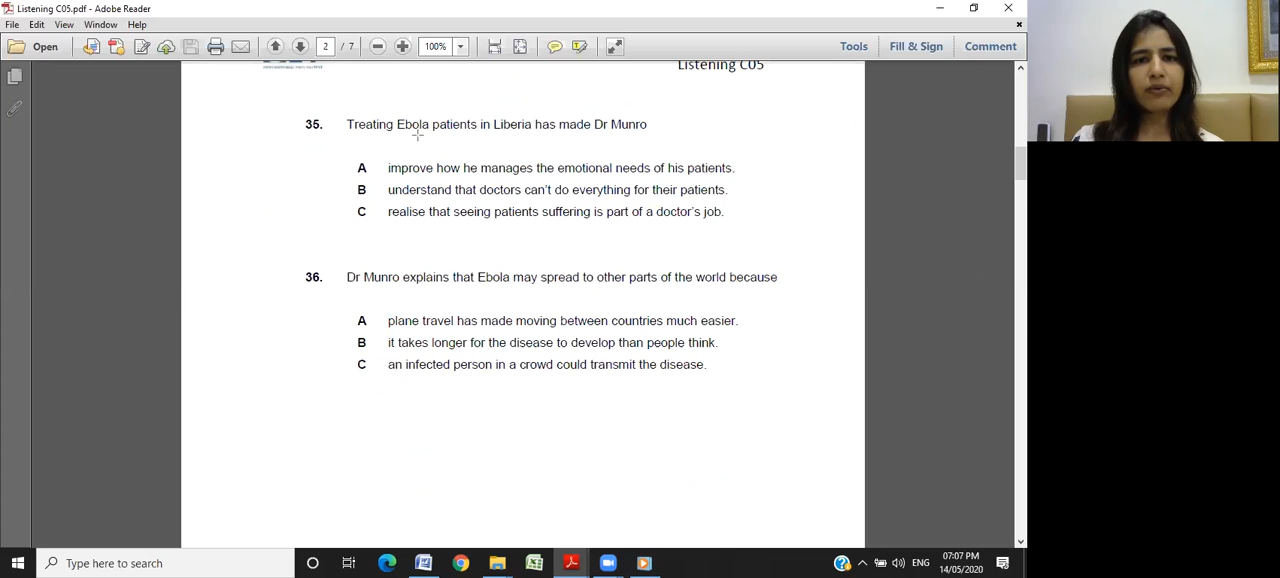 Listening C05.pdf - Adobe Reader
File Edit View Window Help
Open 2 / 7 100% Tools Fill & Sign Comment
Listening C05
35. Treating Ebola patients in Liberia has made Dr Munro
A improve how he manages the emotional needs of his patients.
B understand that doctors can't do everything for their patients.
C realise that seeing patients suffering is part of a doctor's job.
36. Dr Munro explains that Ebola may spread to other parts of the world because
A plane travel has made moving between countries much easier.
B it takes longer for the disease to develop than people think.
C an infected person in a crowd could transmit the disease.
Type here to search
ENG
07:07 PM
14/05/2020